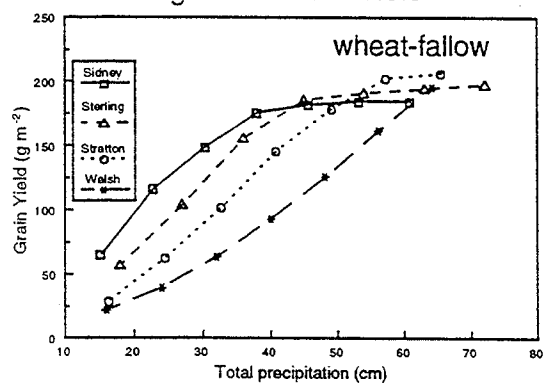 250
wheat-fallow
200
150
100
50
0
Grain Yield (g m⁻²)
Sidney
Sterling
Stratton
Walsh
10 20 30 40 50 60 70 80
Total precipitation (cm)